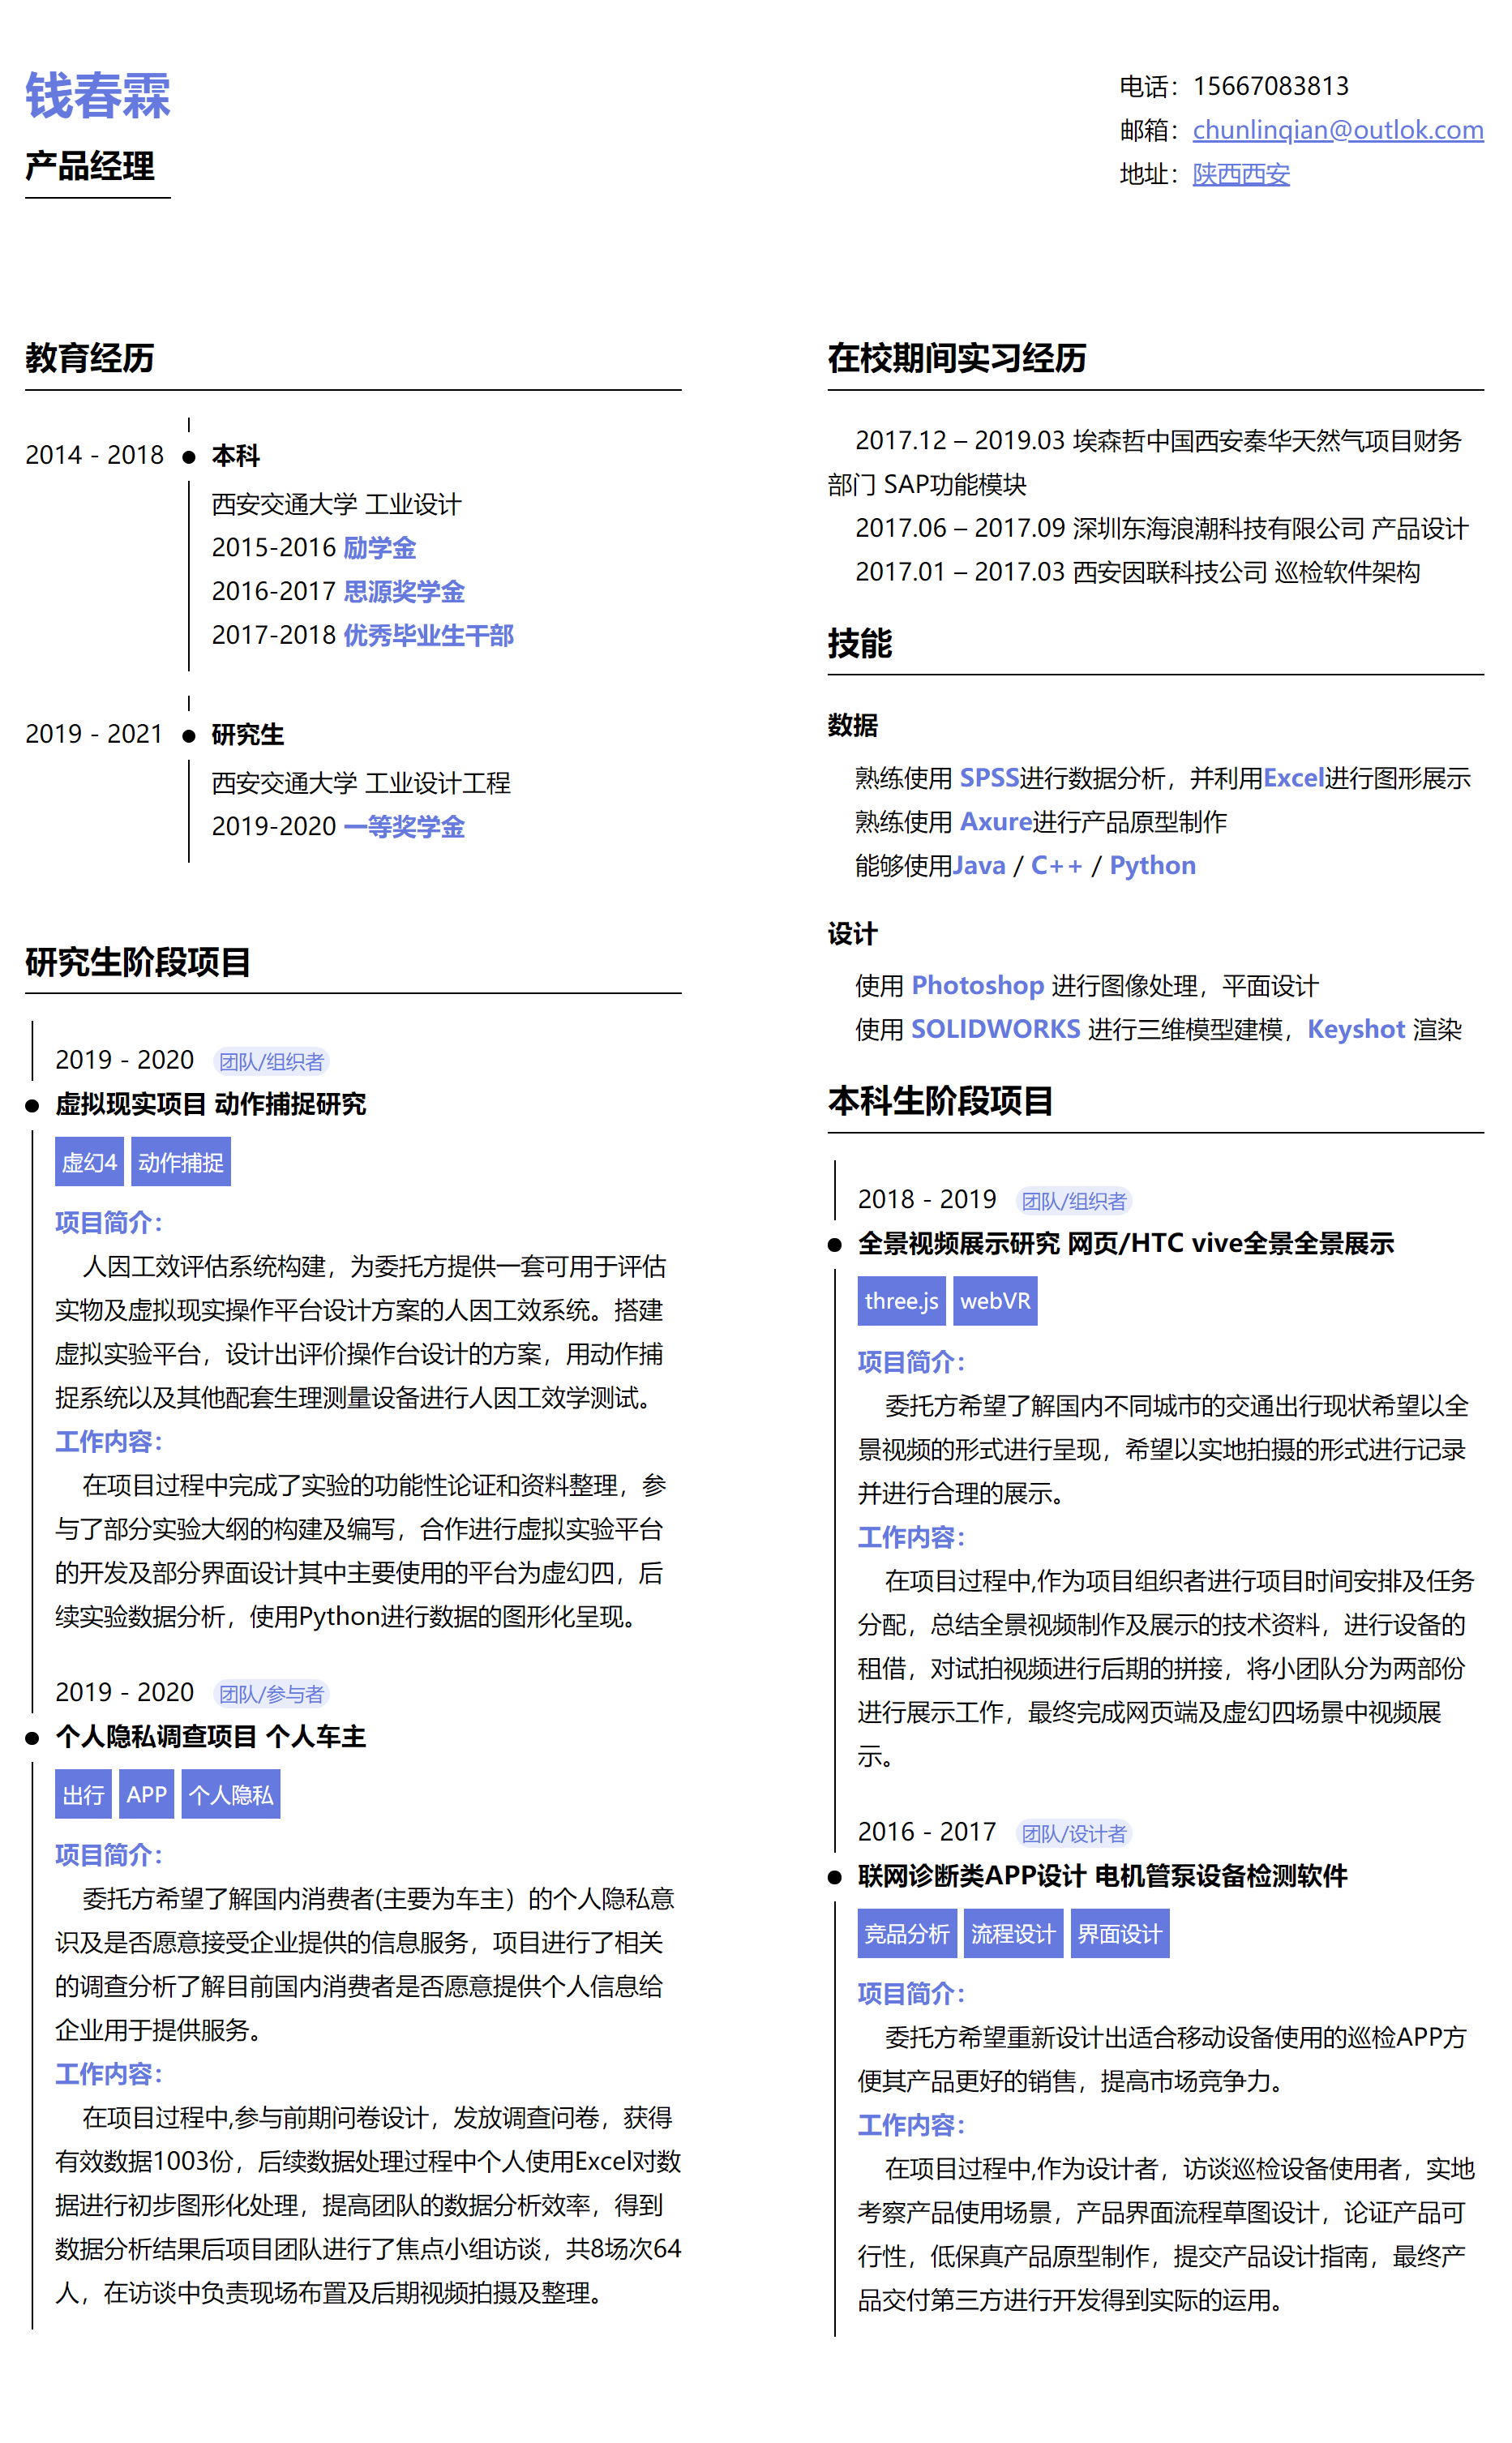 钱春霖
产品经理
电话：15667083813
邮箱：chunlinqian@outlok.com
地址：陕西西安
教育经历
2014 - 2018 本科
西安交通大学 工业设计
2015-2016 励学金
2016-2017 思源奖学金
2017-2018 优秀毕业生干部
2019 - 2021 研究生
西安交通大学 工业设计工程
2019-2020 一等奖学金
研究生阶段项目
2019 - 2020 团队/组织者
虚拟现实项目 动作捕捉研究
虚幻4 动作捕捉
项目简介：
人因工效评估系统构建，为委托方提供一套可用于评估
实物及虚拟现实操作平台设计方案的人因工效系统。搭建
虚拟实验平台，设计出评价操作台设计的方案，用动作捕
捉系统以及其他配套生理测量设备进行人因工效学测试。
工作内容：
在项目过程中完成了实验的功能性论证和资料整理，参
与了部分实验大纲的构建及编写，合作进行虚拟实验平台
的开发及部分界面设计其中主要使用的平台为虚幻四，后
续实验数据分析，使用Python进行数据的图形化呈现。
2019 - 2020 团队/参与者
个人隐私调查项目 个人车主
出行 APP 个人隐私
项目简介：
委托方希望了解国内消费者(主要为车主）的个人隐私意
识及是否愿意接受企业提供的信息服务，项目进行了相关
的调查分析了解目前国内消费者是否愿意提供个人信息给
企业用于提供服务。
工作内容：
在项目过程中,参与前期问卷设计，发放调查问卷，获得
有效数据1003份，后续数据处理过程中个人使用Excel对数
据进行初步图形化处理，提高团队的数据分析效率，得到
数据分析结果后项目团队进行了焦点小组访谈，共8场次64
人，在访谈中负责现场布置及后期视频拍摄及整理。
在校期间实习经历
2017.12 – 2019.03 埃森哲中国西安秦华天然气项目财务
部门 SAP功能模块
2017.06 – 2017.09 深圳东海浪潮科技有限公司 产品设计
2017.01 – 2017.03 西安因联科技公司 巡检软件架构
技能
数据
熟练使用 SPSS进行数据分析，并利用Excel进行图形展示
熟练使用 Axure进行产品原型制作
能够使用Java / C++ / Python
设计
使用 Photoshop 进行图像处理，平面设计
使用 SOLIDWORKS 进行三维模型建模，Keyshot 渲染
本科生阶段项目
2018 - 2019 团队/组织者
全景视频展示研究 网页/HTC vive全景全景展示
three.js webVR
项目简介：
委托方希望了解国内不同城市的交通出行现状希望以全
景视频的形式进行呈现，希望以实地拍摄的形式进行记录
并进行合理的展示。
工作内容：
在项目过程中,作为项目组织者进行项目时间安排及任务
分配，总结全景视频制作及展示的技术资料，进行设备的
租借，对试拍视频进行后期的拼接，将小团队分为两部份
进行展示工作，最终完成网页端及虚幻四场景中视频展
示。
2016 - 2017 团队/设计者
联网诊断类APP设计 电机管泵设备检测软件
竞品分析 流程设计 界面设计
项目简介：
委托方希望重新设计出适合移动设备使用的巡检APP方
便其产品更好的销售，提高市场竞争力。
工作内容：
在项目过程中,作为设计者，访谈巡检设备使用者，实地
考察产品使用场景，产品界面流程草图设计，论证产品可
行性，低保真产品原型制作，提交产品设计指南，最终产
品交付第三方进行开发得到实际的运用。